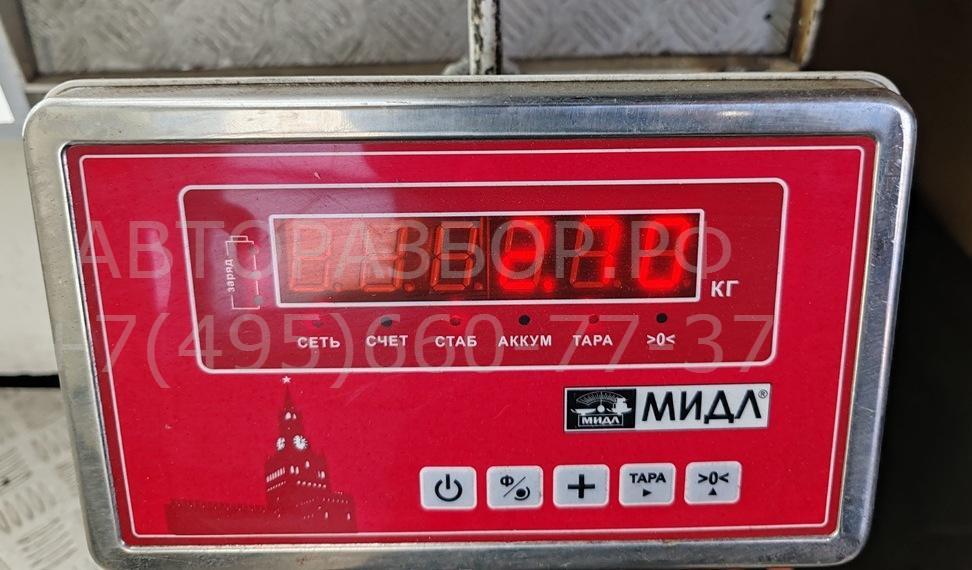 АВТОРАЗБОР.РФ
+7(495)660-77-37
заряд
КГ
СЕТЬ СЧЕТ СТАБ АККУМ ТАРА >0<
МИДЛ
МИДЛ®
Ф
ТАРА >0<